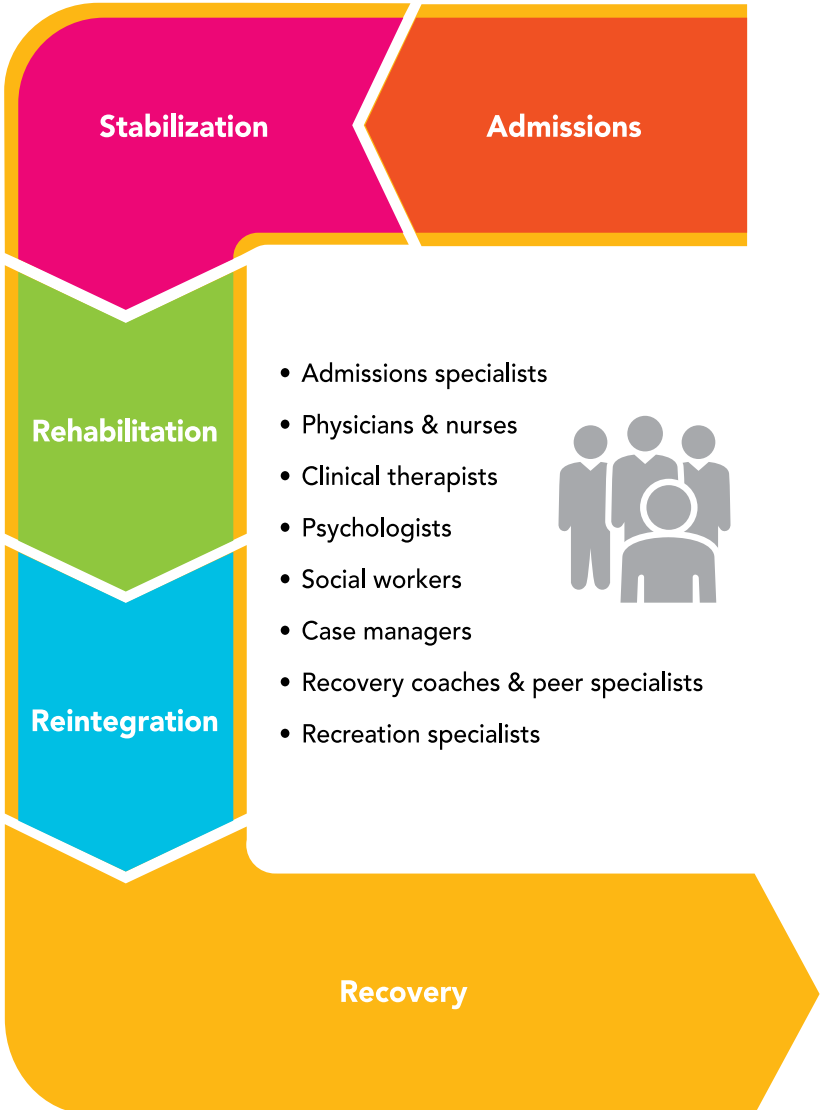 Stabilization
Admissions
Rehabilitation
Reintegration
• Admissions specialists
• Physicians & nurses
• Clinical therapists
• Psychologists
• Social workers
• Case managers
• Recovery coaches & peer specialists
• Recreation specialists
Recovery